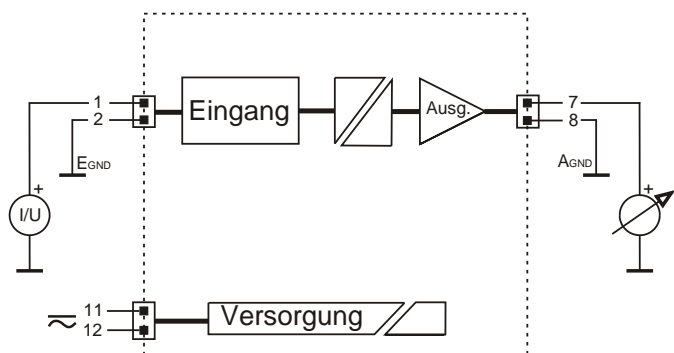 1
2
Eingang
Ausg.
7
8
EGND
AGND
+
I/U
+
11
12
Versorgung